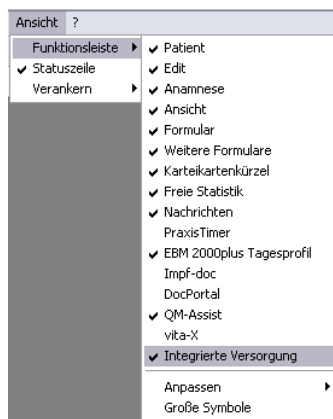 Ansicht ?
Funktionsleiste
Statuszeile
Verankern
Patient
Edit
Anamnese
Ansicht
Formular
Weitere Formulare
Karteikartenkürzel
Freie Statistik
Nachrichten
PraxisTimer
EBM 2000plus Tagesprofil
Impf-doc
DocPortal
QM-Assist
vita-X
Integrierte Versorgung
Anpassen
Große Symbole